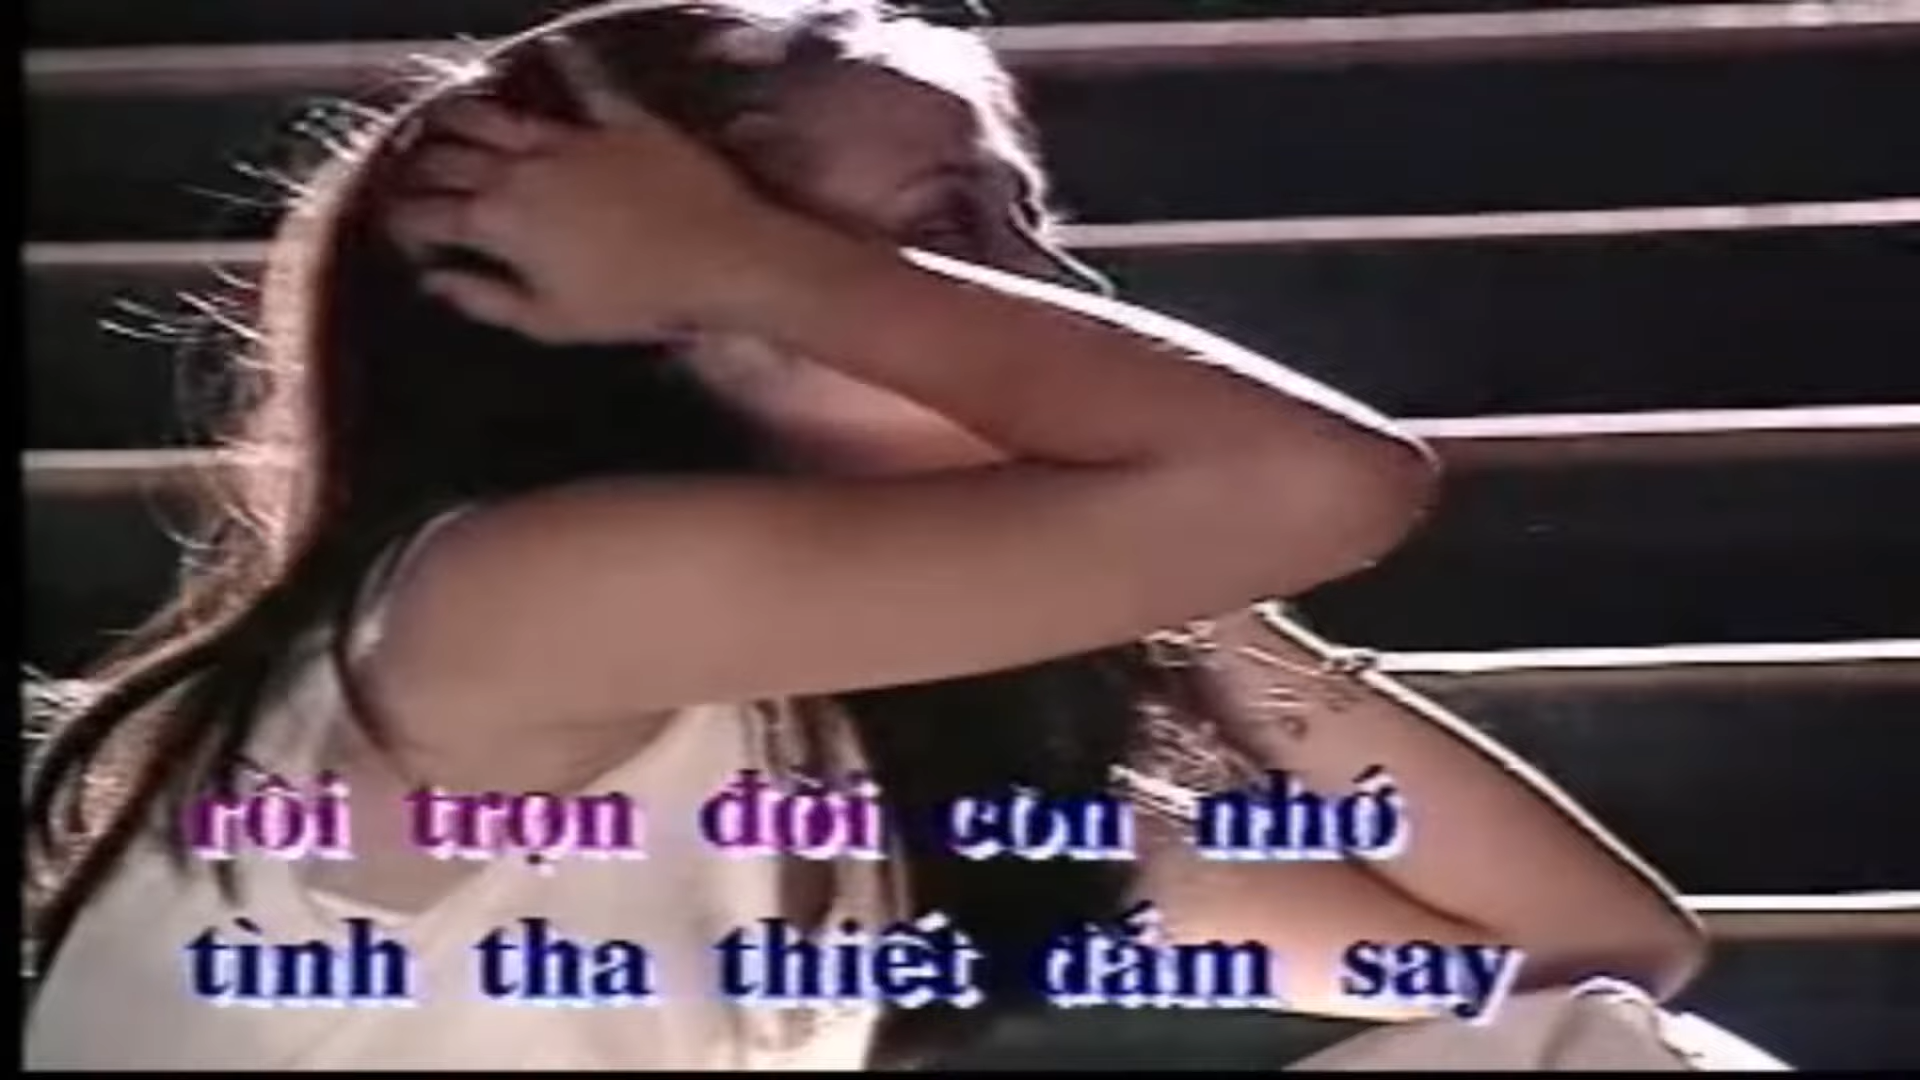 rồi trọn đời còn nhớ
tình tha thiết đắm say